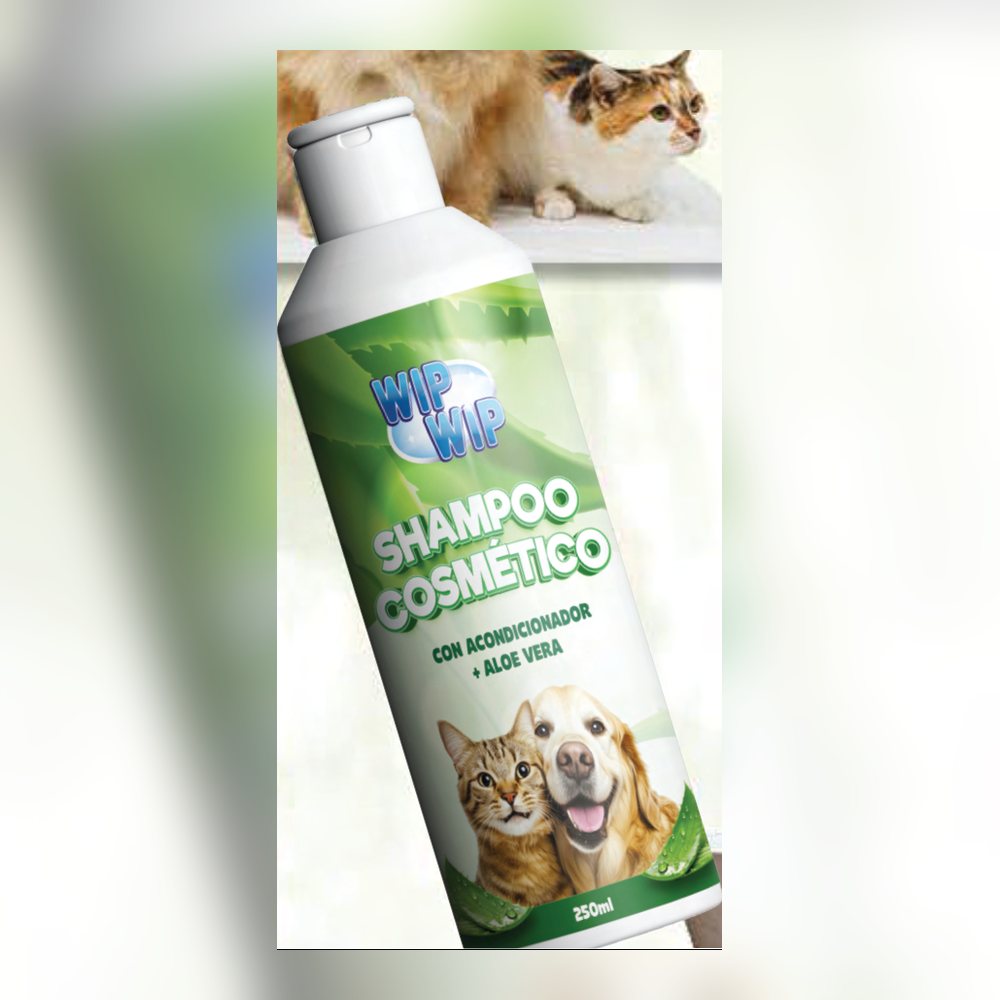 WIP
WIP
SHAMPOO
COSMÉTICO
CON ACONDICIONADOR
+ ALOE VERA
250ml